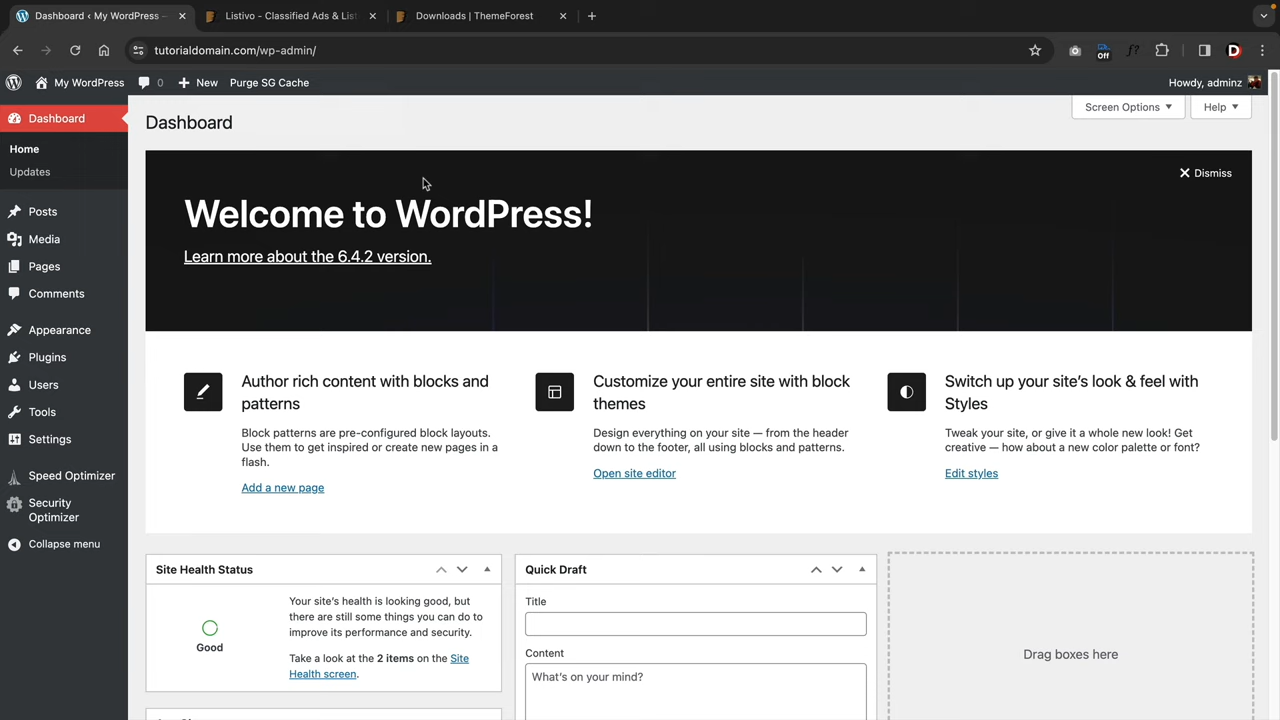 Dashboard ‹ My WordPress —
Listivo - Classified Ads & List
Downloads | ThemeForest
tutorialdomain.com/wp-admin/
Off
f?
D
My WordPress
0
New
Purge SG Cache
Howdy, adminz
Dashboard
Home
Updates
Posts
Media
Pages
Comments
Appearance
Plugins
Users
Tools
Settings
Speed Optimizer
Security
Optimizer
Collapse menu
Dashboard
Screen Options
Help
Dismiss
Welcome to WordPress!
Learn more about the 6.4.2 version.
Author rich content with blocks and
patterns
Block patterns are pre-configured block layouts.
Use them to get inspired or create new pages in a
flash.
Add a new page
Customize your entire site with block
themes
Design everything on your site — from the header
down to the footer, all using blocks and patterns.
Open site editor
Switch up your site’s look & feel with
Styles
Tweak your site, or give it a whole new look! Get
creative — how about a new color palette or font?
Edit styles
Site Health Status
Good
Your site’s health is looking good, but
there are still some things you can do to
improve its performance and security.
Take a look at the 2 items on the Site
Health screen.
Quick Draft
Title
Content
What’s on your mind?
Drag boxes here